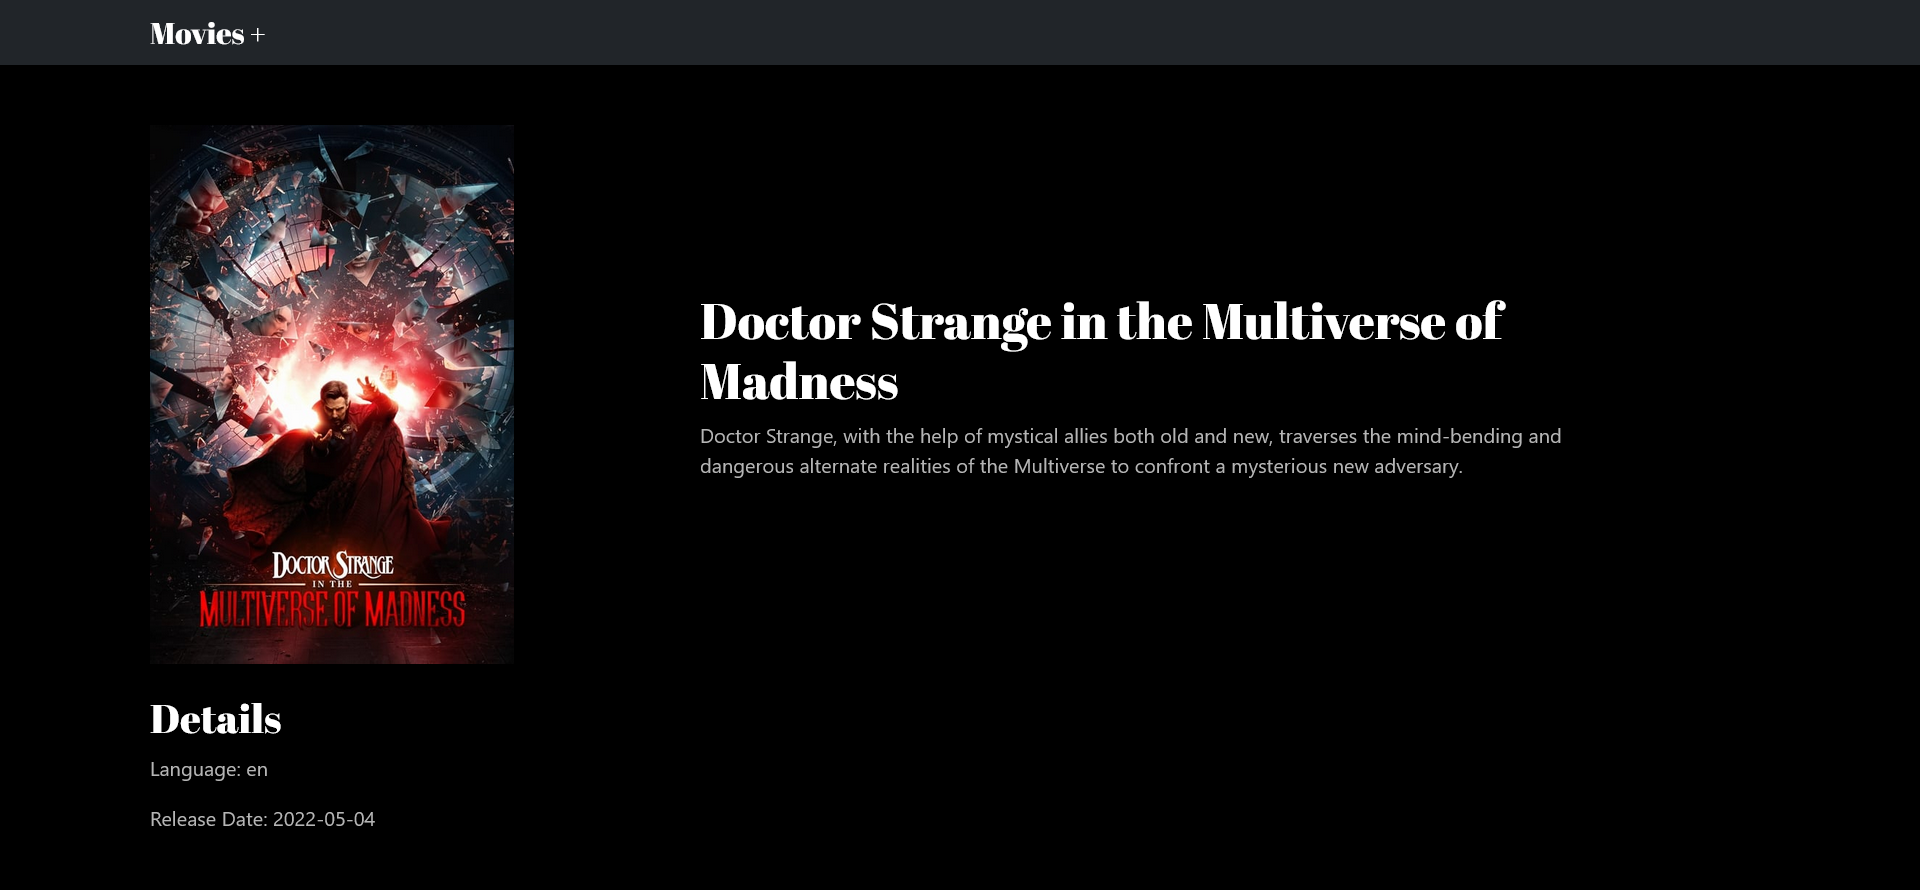 Movies +
DOCTOR STRANGE
IN THE
MULTIVERSE OF MADNESS
Doctor Strange in the Multiverse of
Madness
Doctor Strange, with the help of mystical allies both old and new, traverses the mind-bending and
dangerous alternate realities of the Multiverse to confront a mysterious new adversary.
Details
Language: en
Release Date: 2022-05-04